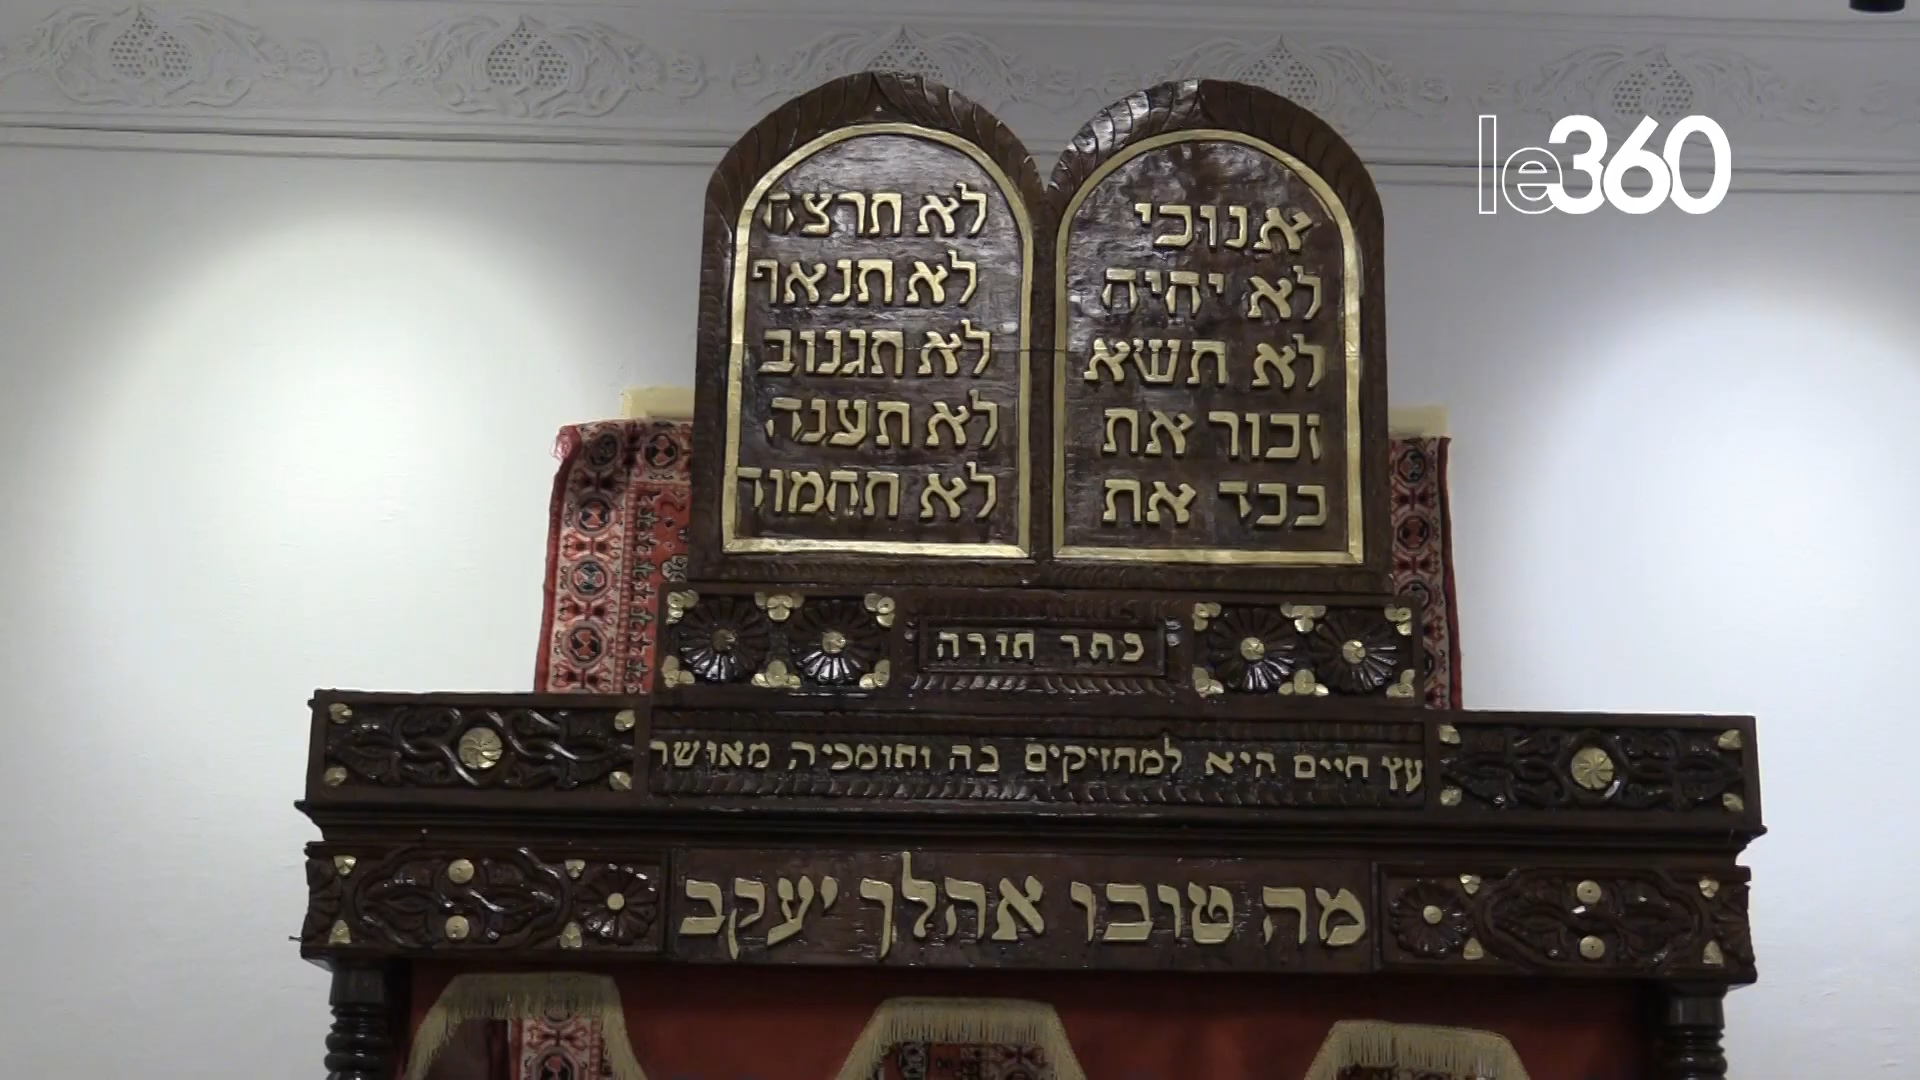 le360
אנוכי
לא יהיה
לא תשא
זכור את
כבד את
לא תרצח
לא תנאף
לא תגנוב
לא תענה
לא תחמוד
כתר תורה
עץ חיים היא למחזיקים בה ותומכיה מאושר
מה טובו אהלך יעקב